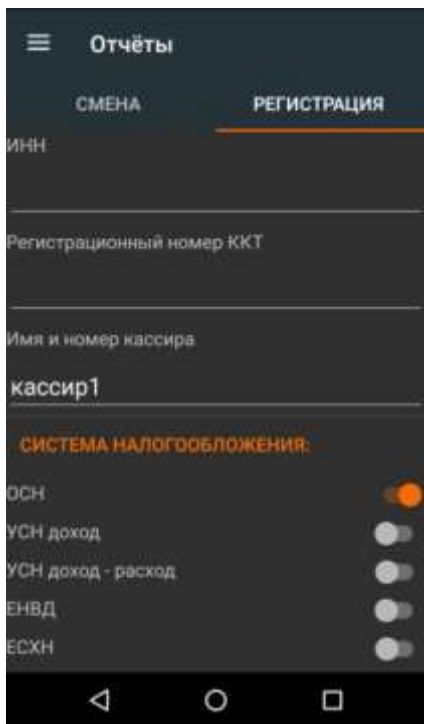 Отчёты
СМЕНА РЕГИСТРАЦИЯ
ИНН
Регистрационный номер ККТ
Имя и номер кассира
кассир1
СИСТЕМА НАЛОГООБЛОЖЕНИЯ:
ОСН
УСН доход
УСН доход - расход
ЕНВД
ЕСХН